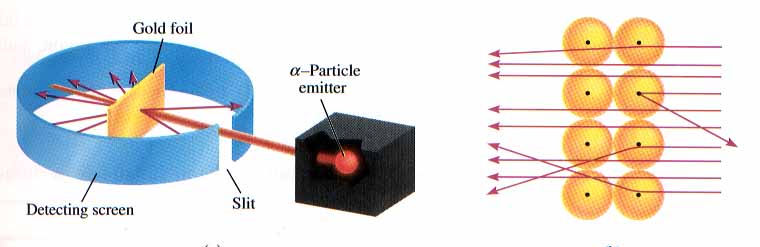 Gold foil
α–Particle
emitter
Detecting screen
Slit